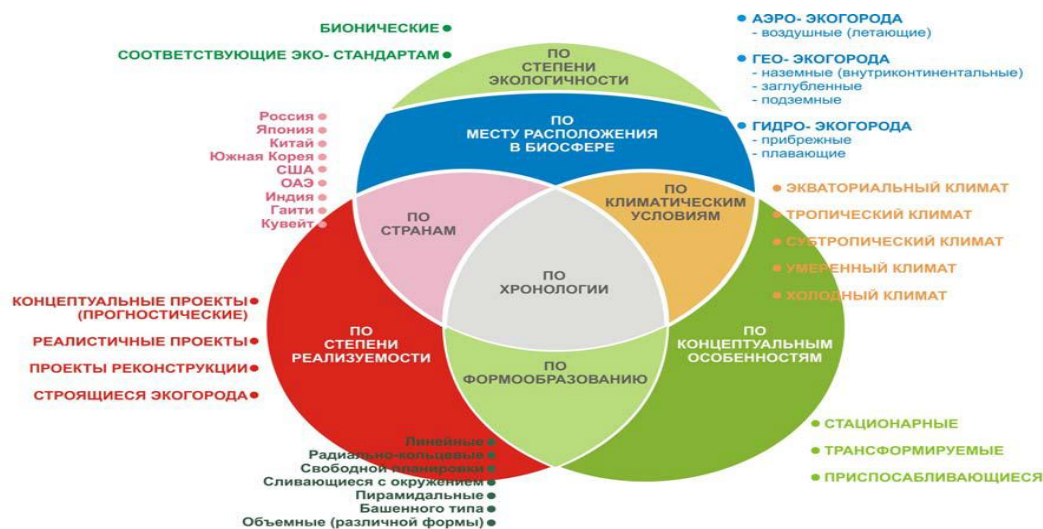 БИОНИЧЕСКИЕ
СООТВЕТСТВУЮЩИЕ ЭКО- СТАНДАРТАМ
ПО
СТЕПЕНИ
ЭКОЛОГИЧНОСТИ
АЭРО- ЭКОГОРОДА
- воздушные (летающие)
ГЕО- ЭКОГОРОДА
- наземные (внутриконтинентальные)
- заглубленные
- подземные
ГИДРО- ЭКОГОРОДА
- прибрежные
- плавающие
ПО
МЕСТУ РАСПОЛОЖЕНИЯ
В БИОСФЕРЕ
Россия
Япония
Китай
Южная Корея
США
ОАЭ
Индия
Гаити
Кувейт
ПО
СТРАНАМ
ПО
КЛИМАТИЧЕСКИМ
УСЛОВИЯМ
ЭКВАТОРИАЛЬНЫЙ КЛИМАТ
ТРОПИЧЕСКИЙ КЛИМАТ
СУБТРОПИЧЕСКИЙ КЛИМАТ
УМЕРЕННЫЙ КЛИМАТ
ХОЛОДНЫЙ КЛИМАТ
ПО
ХРОНОЛОГИИ
КОНЦЕПТУАЛЬНЫЕ ПРОЕКТЫ
(ПРОГНОСТИЧЕСКИЕ)
РЕАЛИСТИЧНЫЕ ПРОЕКТЫ
ПРОЕКТЫ РЕКОНСТРУКЦИИ
СТРОЯЩИЕСЯ ЭКОГОРОДА
ПО
СТЕПЕНИ
РЕАЛИЗУЕМОСТИ
ПО
ФОРМООБРАЗОВАНИЮ
ПО
КОНЦЕПТУАЛЬНЫМ
ОСОБЕННОСТЯМ
СТАЦИОНАРНЫЕ
ТРАНСФОРМИРУЕМЫЕ
ПРИСПОСАБЛИВАЮЩИЕСЯ
Линейные
Радиально-кольцевые
Свободной планировки
Сливающиеся с окружением
Пирамидальные
Башенного типа
Объемные (различной формы)